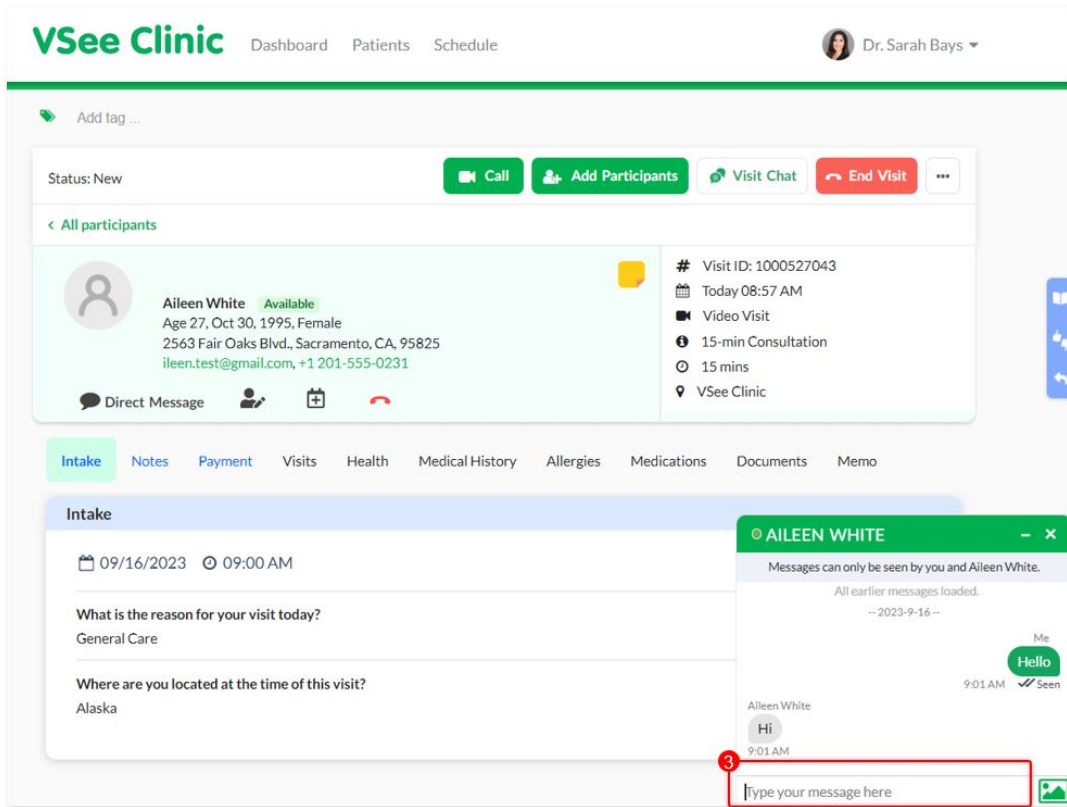 VSee Clinic Dashboard Patients Schedule Dr. Sarah Bays
Add tag ...
Status: New Call Add Participants Visit Chat End Visit ...
< All participants
Aileen White Available
Age 27, Oct 30, 1995, Female
2563 Fair Oaks Blvd., Sacramento, CA, 95825
ileen.test@gmail.com, +1 201-555-0231
Direct Message
# Visit ID: 1000527043
Today 08:57 AM
Video Visit
15-min Consultation
15 mins
VSee Clinic
Intake Notes Payment Visits Health Medical History Allergies Medications Documents Memo
Intake
09/16/2023 09:00 AM
What is the reason for your visit today?
General Care
Where are you located at the time of this visit?
Alaska
AILEEN WHITE
Messages can only be seen by you and Aileen White.
All earlier messages loaded.
-- 2023-9-16 --
Me
Hello
9:01 AM Seen
Aileen White
Hi
9:01 AM
3
Type your message here